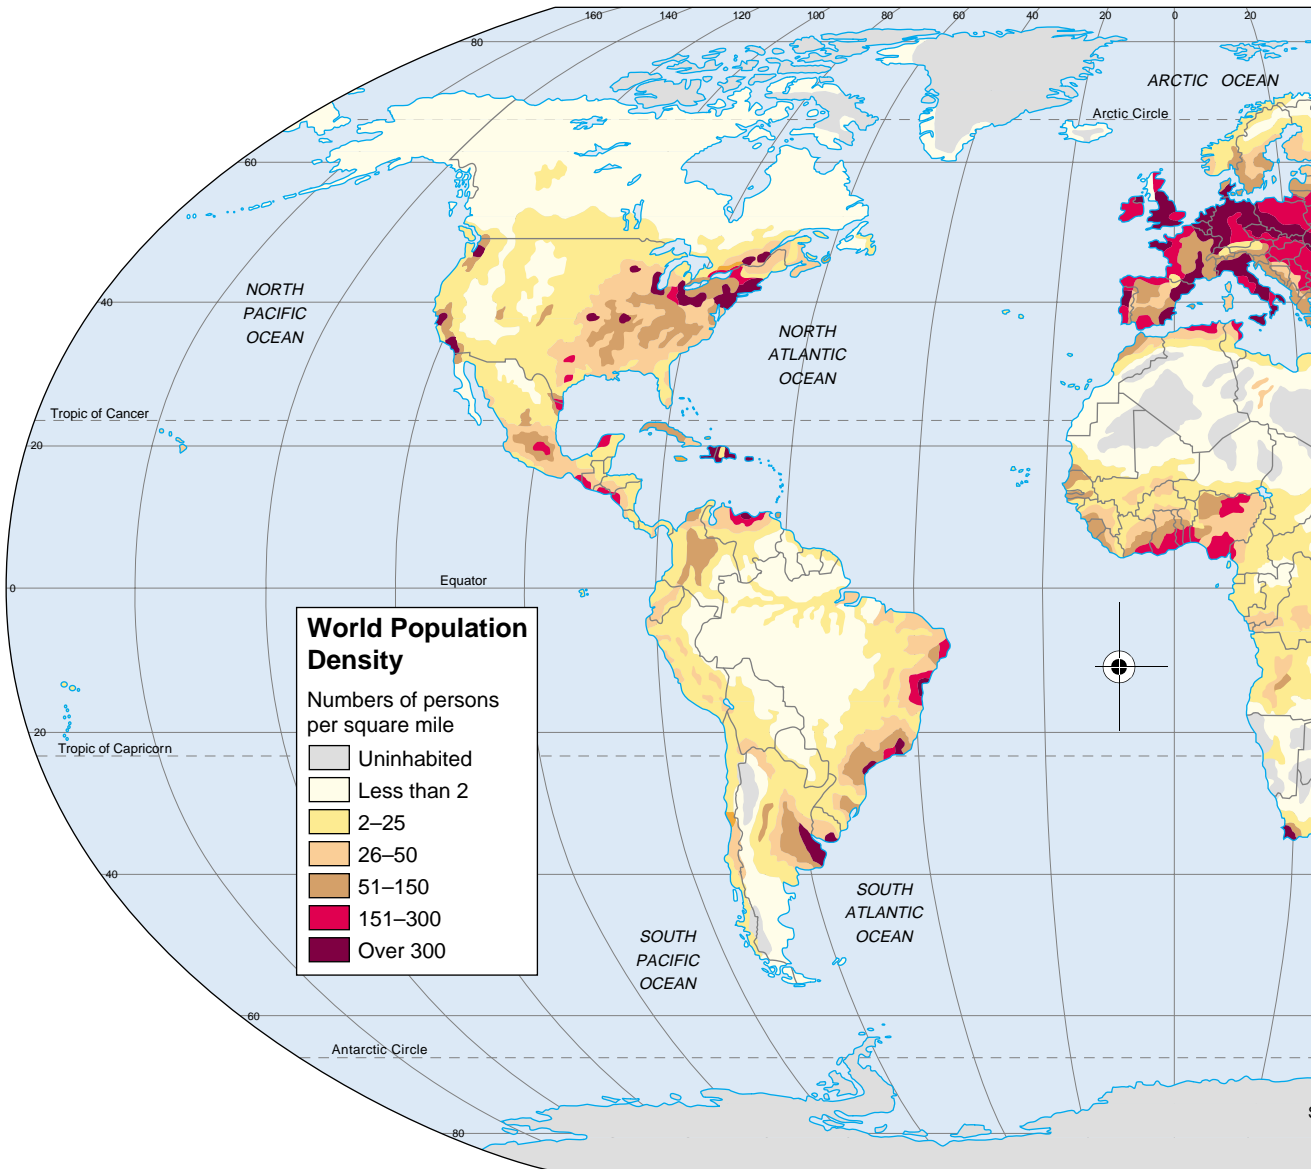 160 140 120 100 80 60 40 20 0 20
80
ARCTIC OCEAN
Arctic Circle
60
NORTH
PACIFIC
OCEAN
40
NORTH
ATLANTIC
OCEAN
Tropic of Cancer
20
Equator
0
World Population
Density
Numbers of persons
per square mile
Uninhabited
Less than 2
2–25
26–50
51–150
151–300
Over 300
20
Tropic of Capricorn
40
SOUTH
ATLANTIC
OCEAN
SOUTH
PACIFIC
OCEAN
60
Antarctic Circle
80